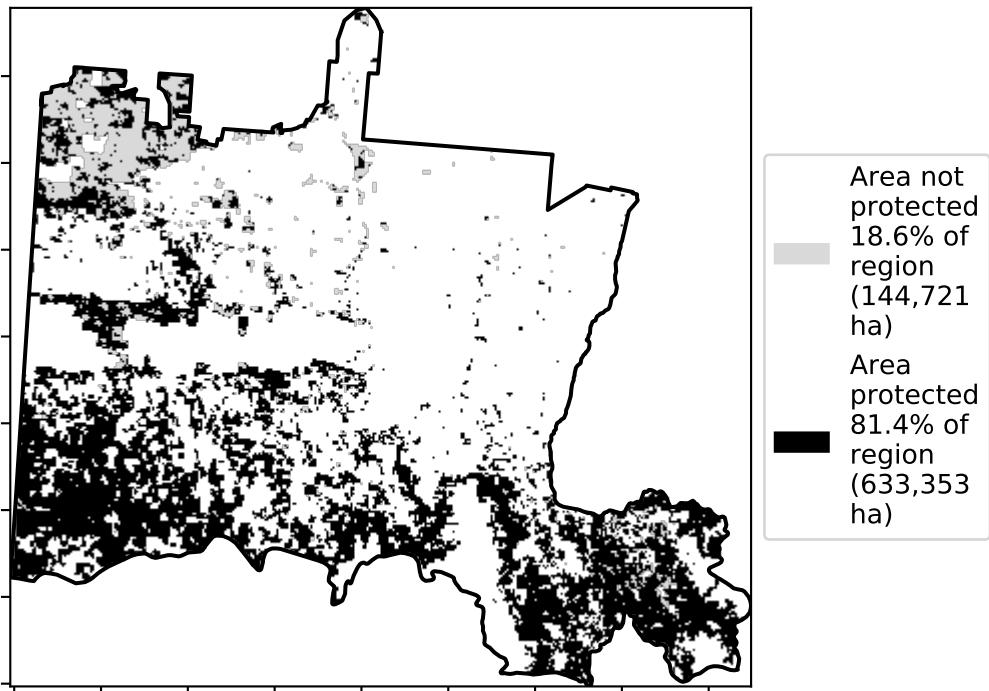 Area not
protected
18.6% of
region
(144,721
ha)
Area
protected
81.4% of
region
(633,353
ha)